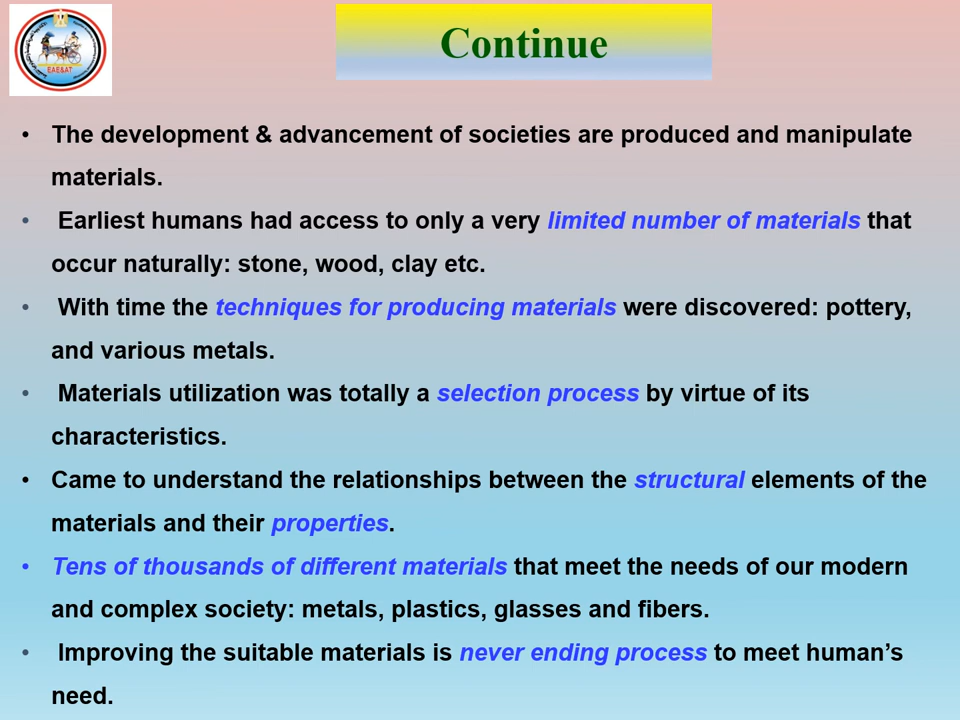 EAE&AT
Continue
• The development & advancement of societies are produced and manipulate
materials.
• Earliest humans had access to only a very limited number of materials that
occur naturally: stone, wood, clay etc.
• With time the techniques for producing materials were discovered: pottery,
and various metals.
• Materials utilization was totally a selection process by virtue of its
characteristics.
• Came to understand the relationships between the structural elements of the
materials and their properties.
• Tens of thousands of different materials that meet the needs of our modern
and complex society: metals, plastics, glasses and fibers.
• Improving the suitable materials is never ending process to meet human’s
need.